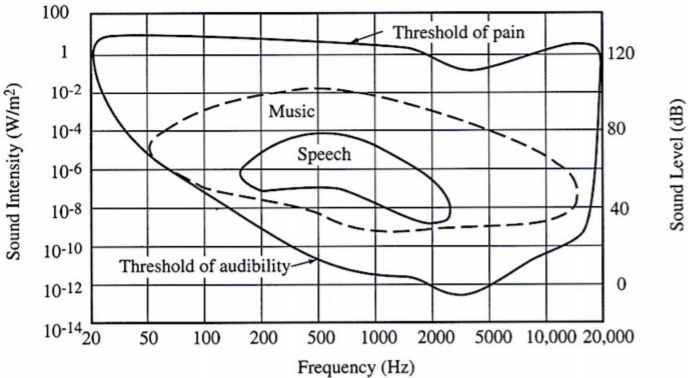 100
1
10-2
10-4
10-6
10-8
10-10
10-12
10-14
Sound Intensity (W/m2)
Threshold of pain
Music
Speech
Threshold of audibility
120
80
40
0
Sound Level (dB)
20 50 100 200 500 1000 2000 5000 10,000 20,000
Frequency (Hz)